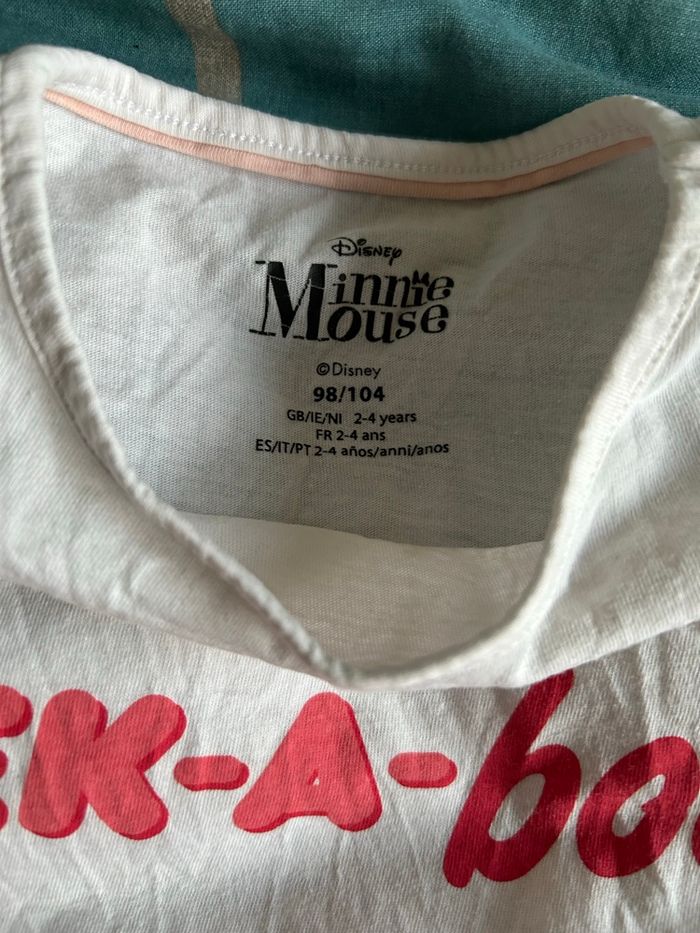 Disney
Minnie
Mouse
©Disney
98/104
GB/IE/NI 2-4 years
FR 2-4 ans
ES/IT/PT 2-4 años/anni/anos
EK-A-boo